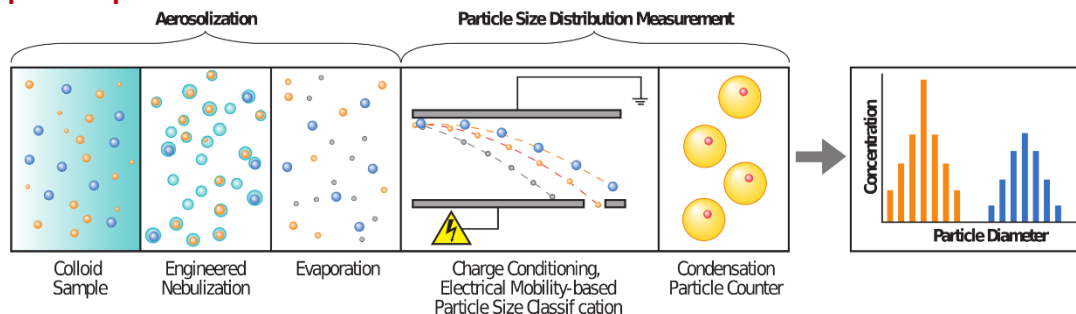 Aerosolization
Particle Size Distribution Measurement
Colloid
Sample
Engineered
Nebulization
Evaporation
Charge Conditioning,
Electrical Mobility-based
Particle Size Classif cation
Condensation
Particle Counter
Concentration
Particle Diameter